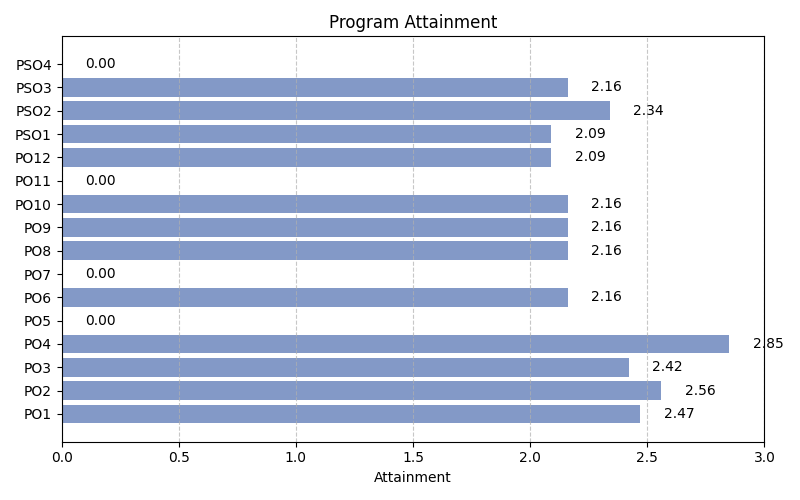 Program Attainment
PSO4 0.00
PSO3 2.16
PSO2 2.34
PSO1 2.09
PO12 2.09
PO11 0.00
PO10 2.16
PO9 2.16
PO8 2.16
PO7 0.00
PO6 2.16
PO5 0.00
PO4 2.85
PO3 2.42
PO2 2.56
PO1 2.47
0.0 0.5 1.0 1.5 2.0 2.5 3.0
Attainment